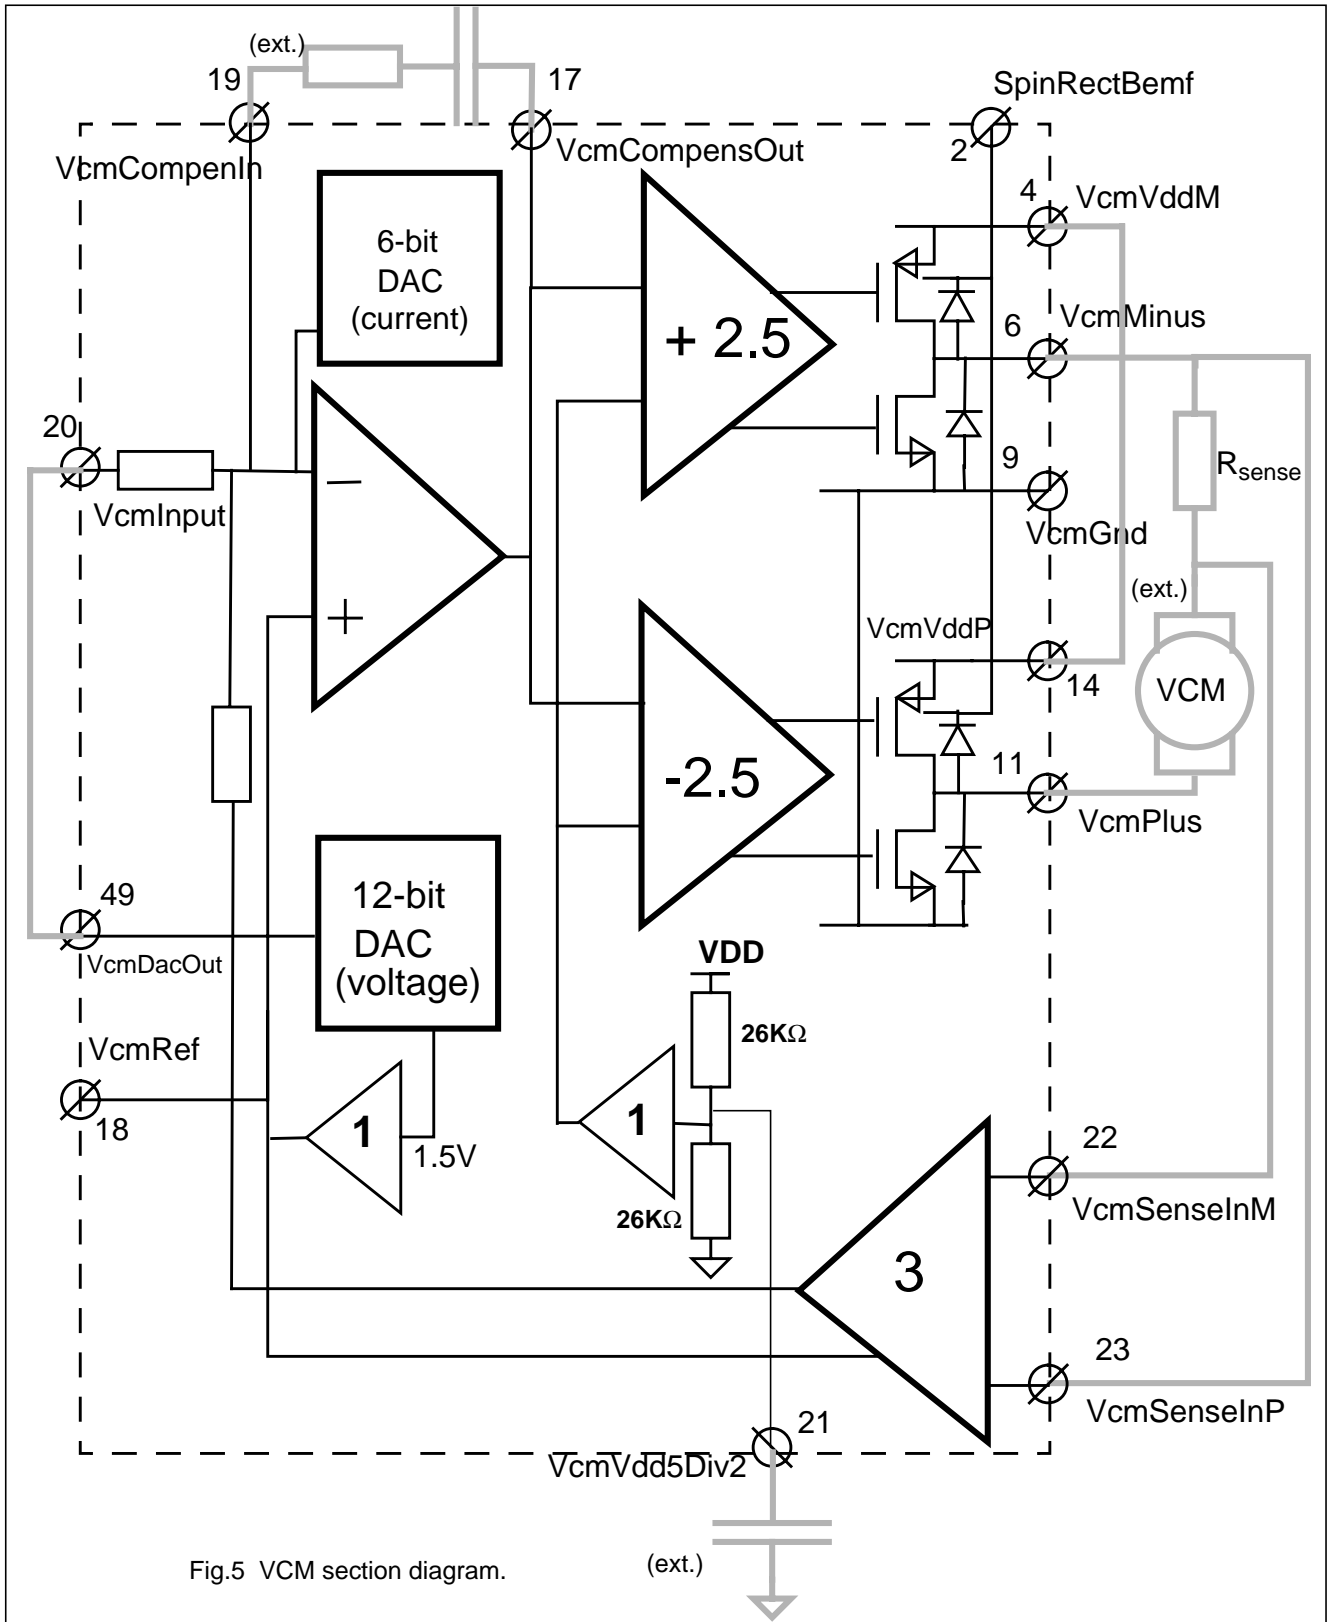 (ext.)
19
17
SpinRectBemf
2
VcmCompenIn
VcmCompensOut
4
VcmVddM
6-bit
DAC
(current)
+ 2.5
6
VcmMinus
20
−
9
Rsense
VcmInput
VcmGnd
(ext.)
+
VcmVddP
14
VCM
-2.5
11
VcmPlus
49
12-bit
DAC
(voltage)
VcmDacOut
VDD
26KΩ
VcmRef
18
1
1.5V
1
26KΩ
22
VcmSenseInM
3
23
VcmSenseInP
21
VcmVdd5Div2
(ext.)
Fig.5 VCM section diagram.